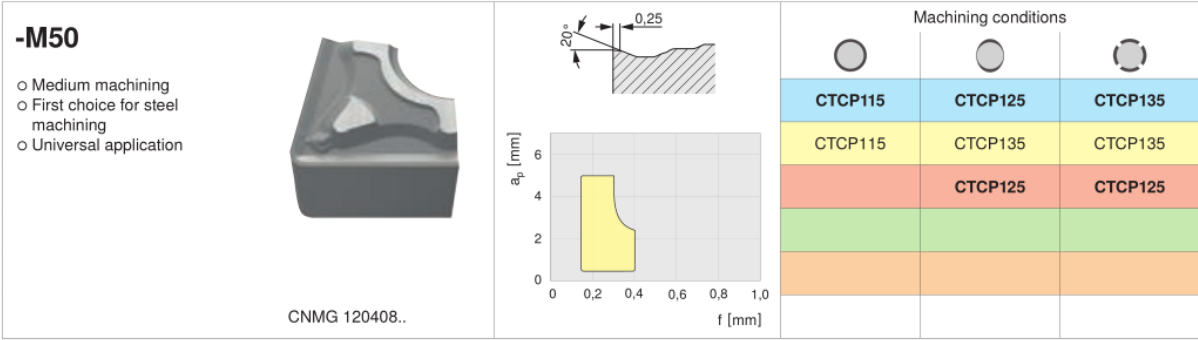 -M50
○ Medium machining
○ First choice for steel
machining
○ Universal application
CNMG 120408..
0,25
20°
aₚ [mm]
6
4
2
0
0 0,2 0,4 0,6 0,8 1,0
f [mm]
Machining conditions
CTCP115 CTCP125 CTCP135
CTCP115 CTCP135 CTCP135
CTCP125 CTCP125